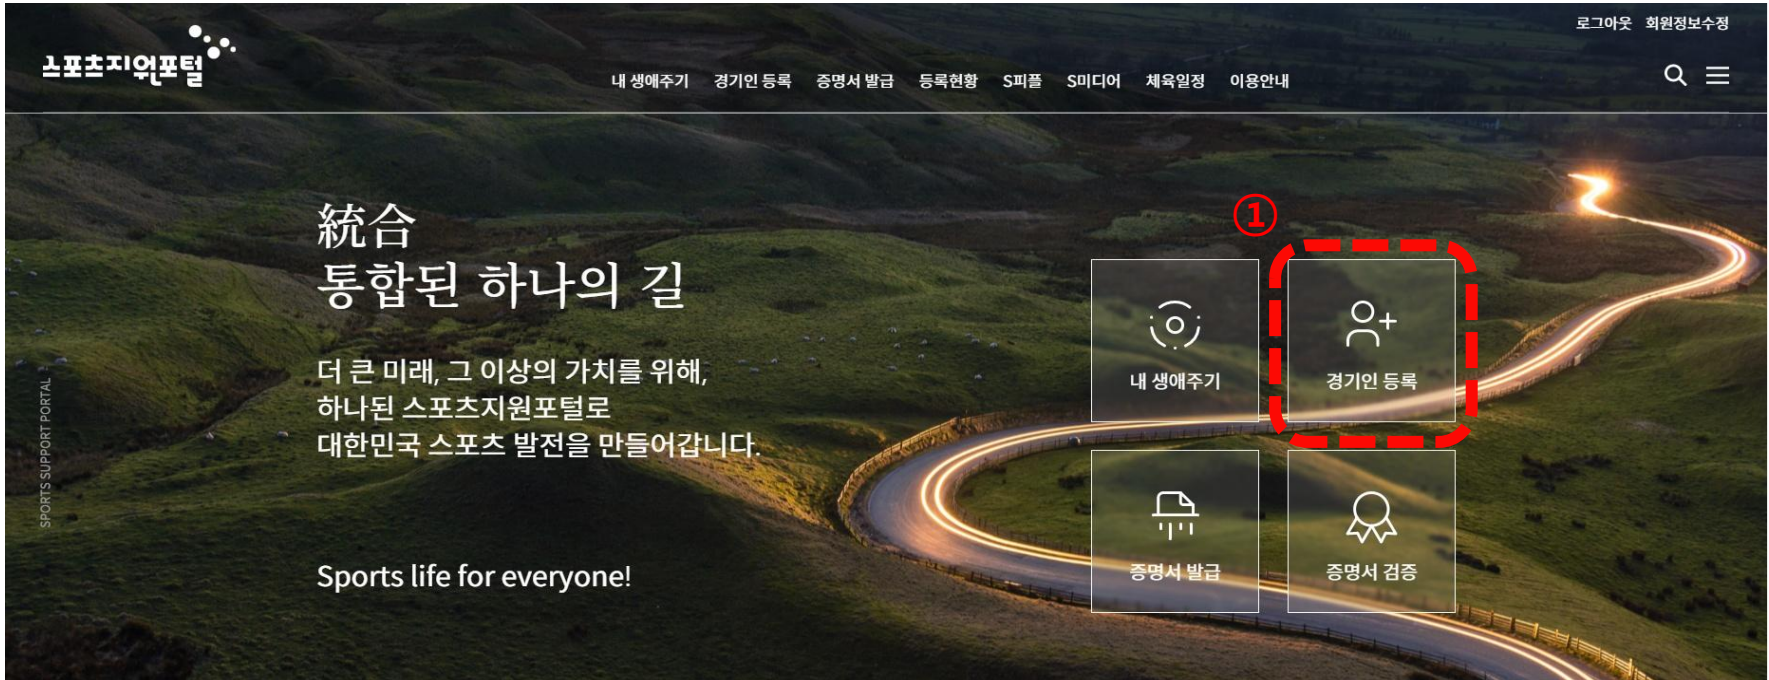 로그아웃 회원정보수정
스포츠지원포털
내 생애주기 경기인 등록 증명서 발급 등록현황 S피플 S미디어 체육일정 이용안내
統合
통합된 하나의 길
더 큰 미래, 그 이상의 가치를 위해,
하나된 스포츠지원포털로
대한민국 스포츠 발전을 만들어갑니다.
Sports life for everyone!
SPORTS SUPPORT PORTAL
①
내 생애주기
경기인 등록
증명서 발급
증명서 검증